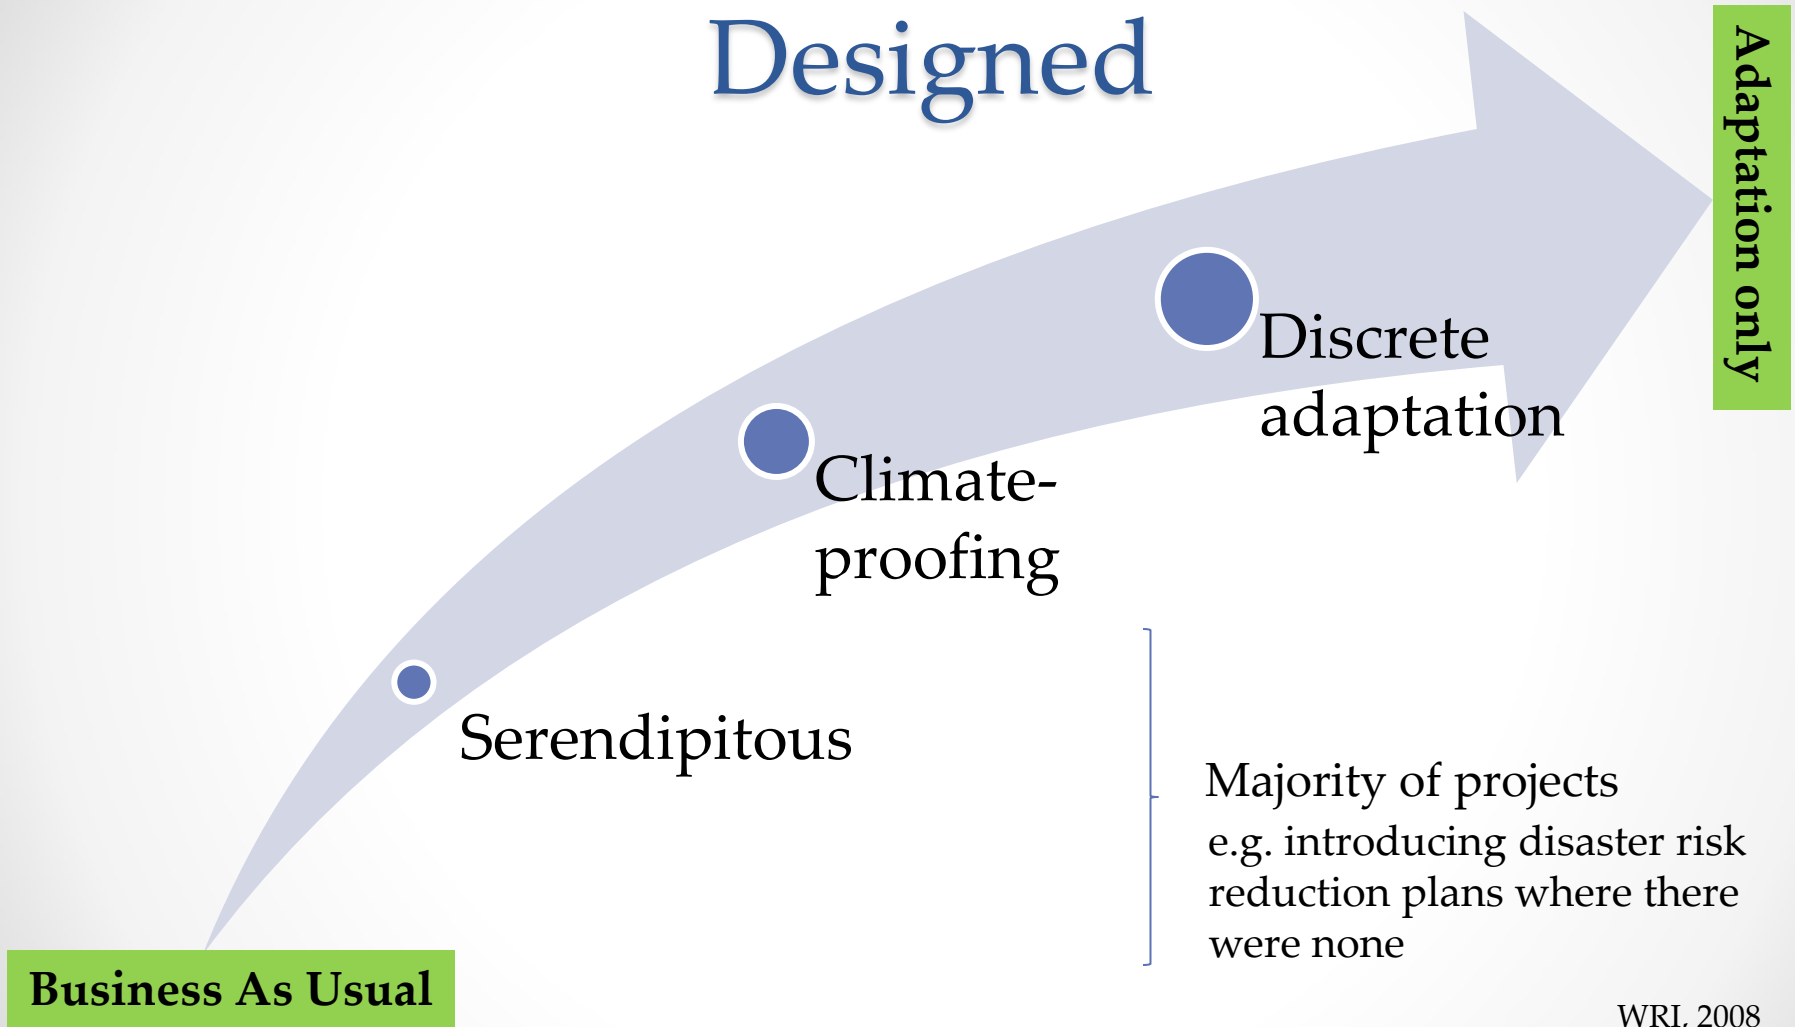 Designed
Adaptation only
Discrete
adaptation
Climate-
proofing
Serendipitous
Majority of projects
e.g. introducing disaster risk
reduction plans where there
were none
Business As Usual
WRI, 2008